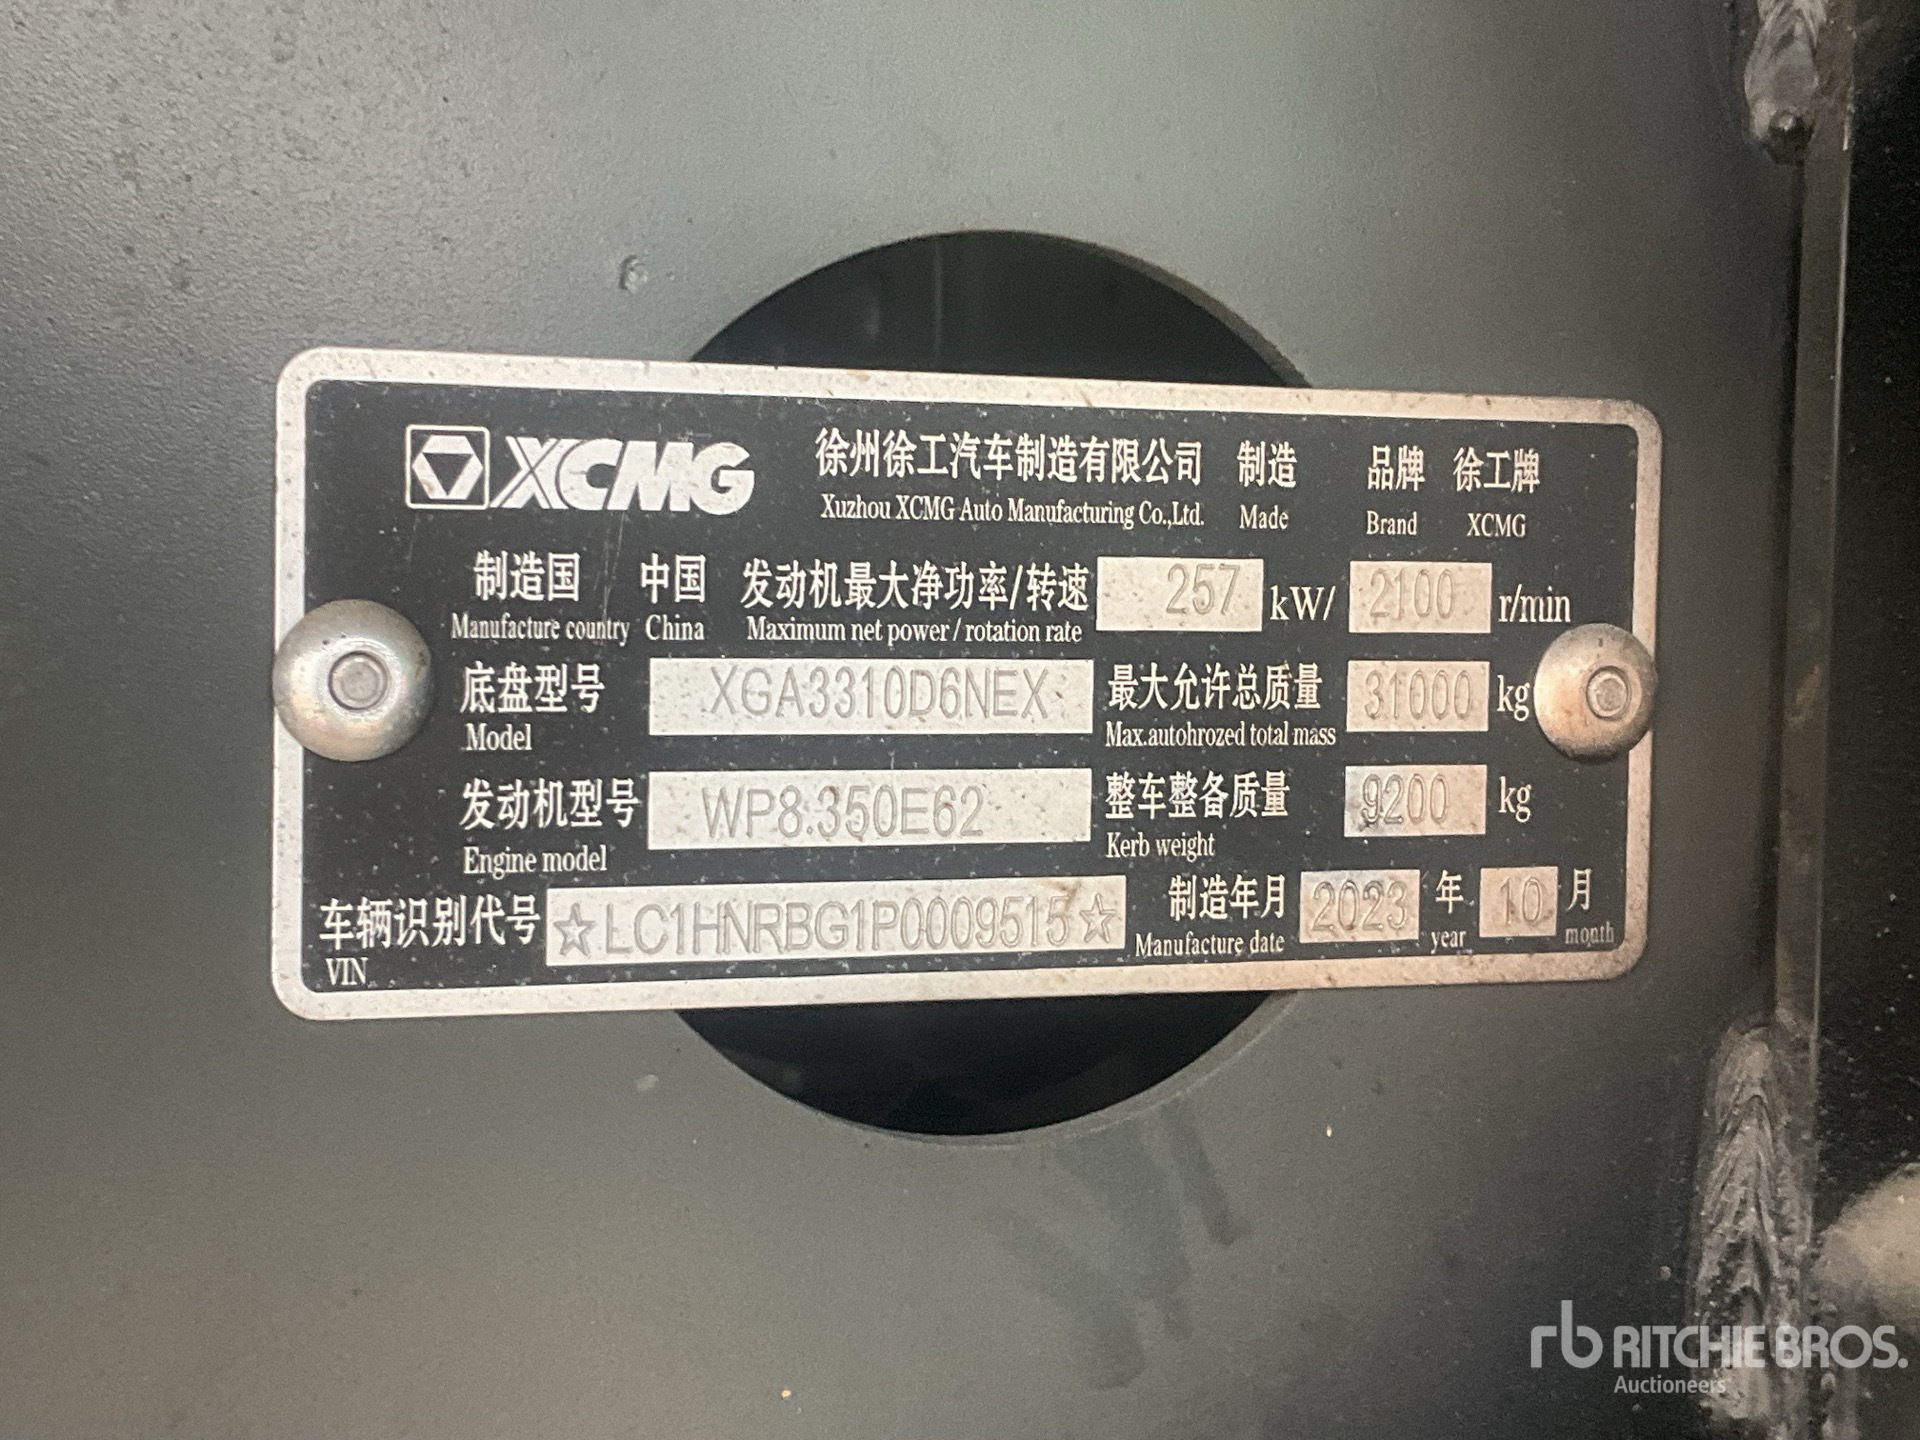 XCMG 徐州徐工汽车制造有限公司 制造 品牌 徐工牌
Xuzhou XCMG Auto Manufacturing Co.,Ltd. Made Brand XCMG
制造国 中国 发动机最大净功率/转速 257 kW/ 2100 r/min
Manufacture country China Maximum net power/rotation rate
底盘型号 XGA3310D6NEX 最大允许总质量 31000 kg
Model Max.autohrozed total mass
发动机型号 WP8.350E62 整车整备质量 9200 kg
Engine model Kerb weight
车辆识别代号 ☆LC1HNRBG1P0009515☆ 制造年月 2023 年 10 月
VIN Manufacture date year month
rb RITCHIE BROS.
Auctioneers